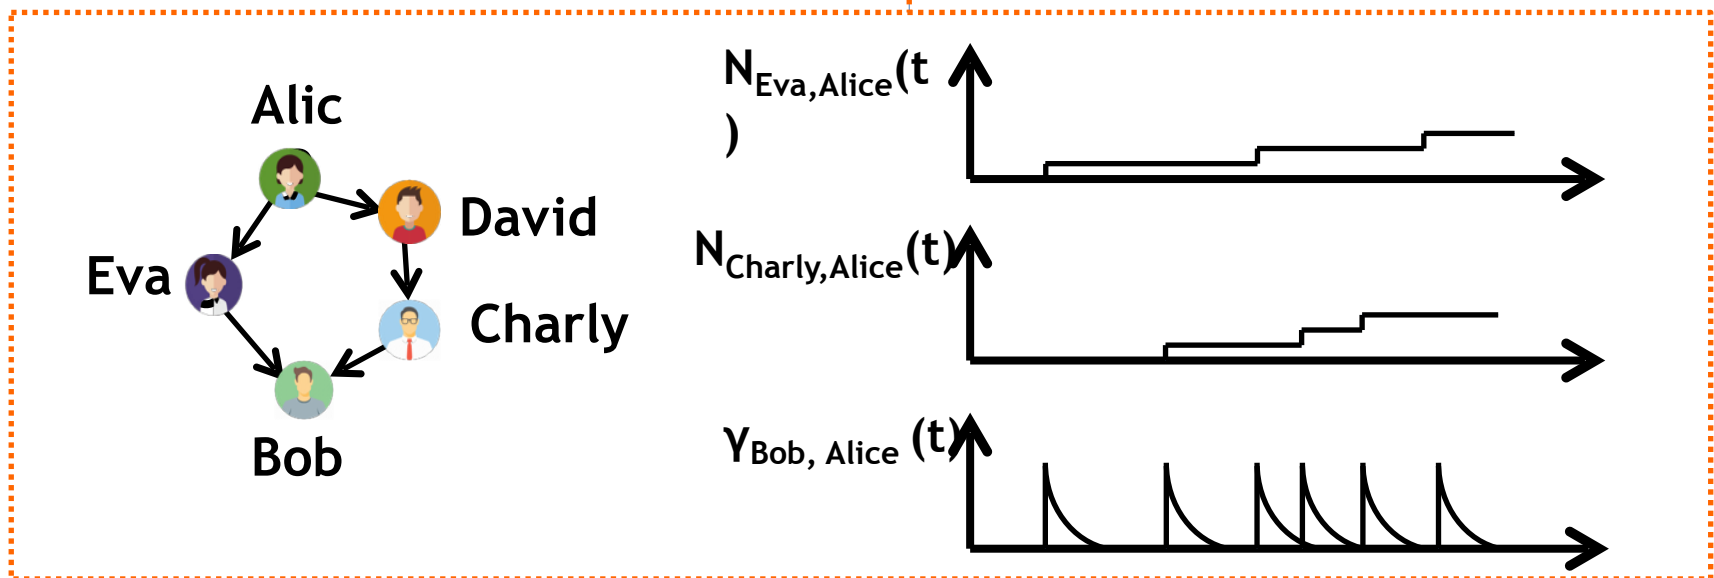 Alic
David
Eva
Charly
Bob
N_Eva,Alice(t
)
N_Charly,Alice(t)
γ_Bob, Alice (t)